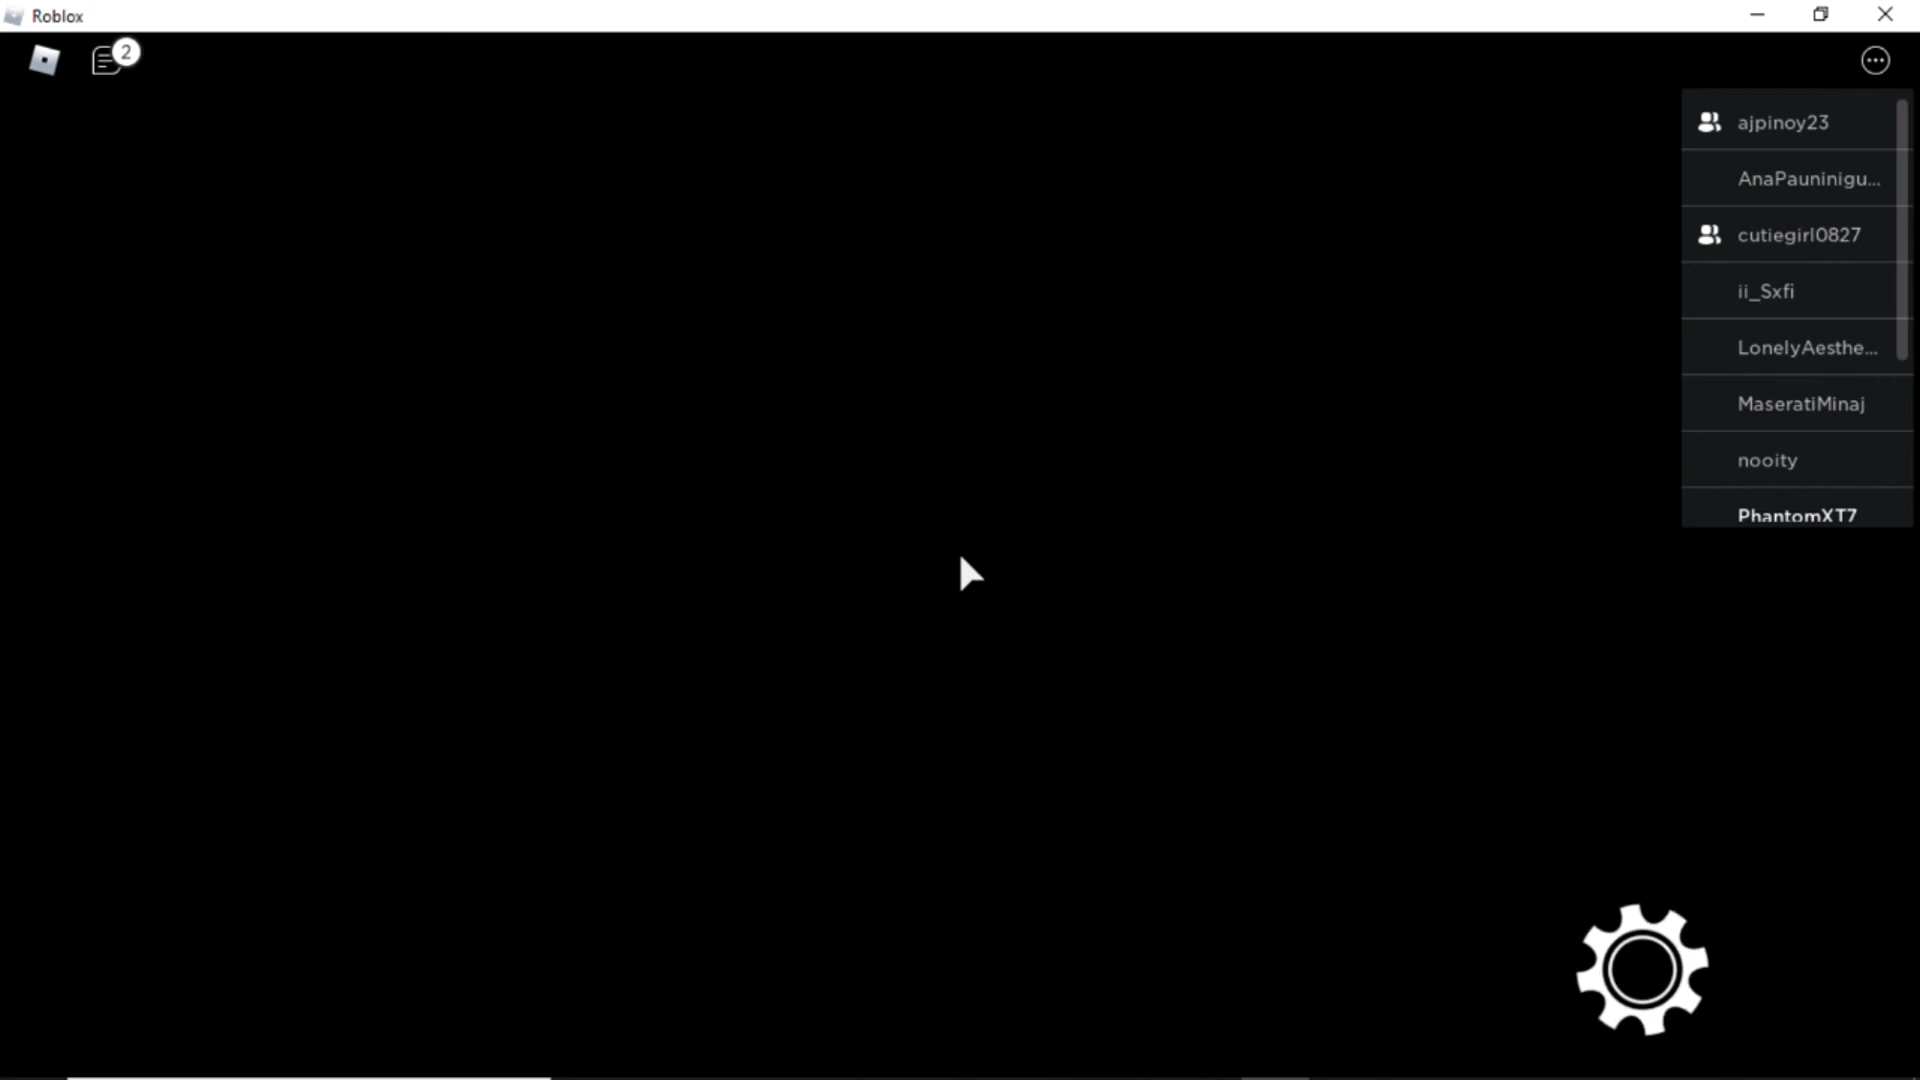 Roblox
2
ajpinoy23
AnaPauninigu...
cutiegirl0827
ii_Sxfi
LonelyAesthe...
MaseratiMinaj
nooity
PhantomXT7